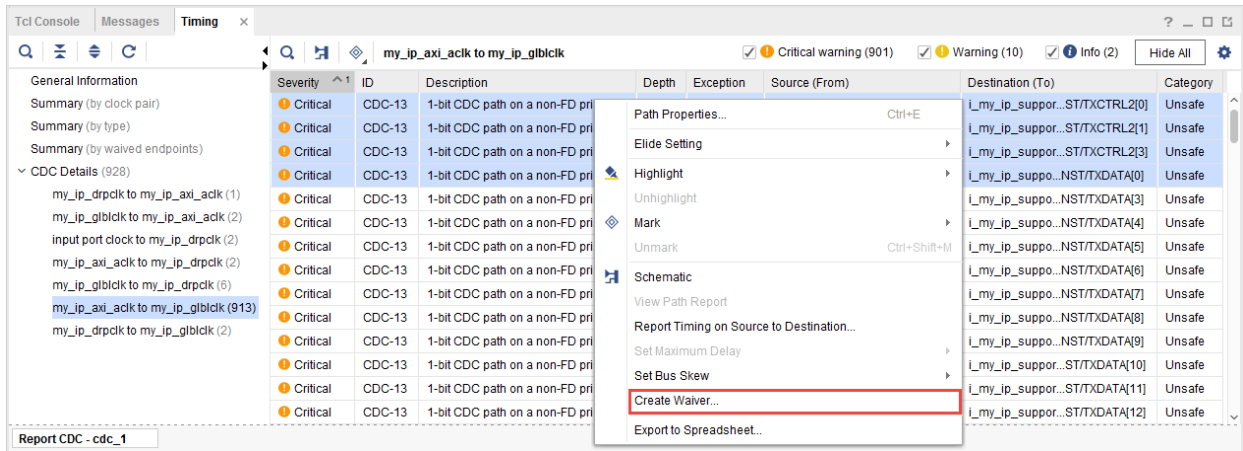 Tcl Console Messages Timing ×
? _
my_ip_axi_aclk to my_ip_glblclk Critical warning (901) Warning (10) Info (2) Hide All
General Information
Summary (by clock pair)
Summary (by type)
Summary (by waived endpoints)
CDC Details (928)
my_ip_drpclk to my_ip_axi_aclk (1)
my_ip_glblclk to my_ip_axi_aclk (2)
input port clock to my_ip_drpclk (2)
my_ip_axi_aclk to my_ip_drpclk (2)
my_ip_glblclk to my_ip_drpclk (6)
my_ip_axi_aclk to my_ip_glblclk (913)
my_ip_drpclk to my_ip_glblclk (2)
Severity 1 ID Description Depth Exception Source (From) Destination (To) Category
Critical CDC-13 1-bit CDC path on a non-FD pri i_my_ip_suppor...ST/TXCTRL2[0] Unsafe
Critical CDC-13 1-bit CDC path on a non-FD pri i_my_ip_suppor...ST/TXCTRL2[1] Unsafe
Critical CDC-13 1-bit CDC path on a non-FD pri i_my_ip_suppor...ST/TXCTRL2[3] Unsafe
Critical CDC-13 1-bit CDC path on a non-FD pri i_my_ip_suppo...NST/TXDATA[0] Unsafe
Critical CDC-13 1-bit CDC path on a non-FD pri i_my_ip_suppo...NST/TXDATA[3] Unsafe
Critical CDC-13 1-bit CDC path on a non-FD pri i_my_ip_suppo...NST/TXDATA[4] Unsafe
Critical CDC-13 1-bit CDC path on a non-FD pri i_my_ip_suppo...NST/TXDATA[5] Unsafe
Critical CDC-13 1-bit CDC path on a non-FD pri i_my_ip_suppo...NST/TXDATA[6] Unsafe
Critical CDC-13 1-bit CDC path on a non-FD pri i_my_ip_suppo...NST/TXDATA[7] Unsafe
Critical CDC-13 1-bit CDC path on a non-FD pri i_my_ip_suppo...NST/TXDATA[8] Unsafe
Critical CDC-13 1-bit CDC path on a non-FD pri i_my_ip_suppo...NST/TXDATA[9] Unsafe
Critical CDC-13 1-bit CDC path on a non-FD pri i_my_ip_suppor...ST/TXDATA[10] Unsafe
Critical CDC-13 1-bit CDC path on a non-FD pri i_my_ip_suppor...ST/TXDATA[11] Unsafe
Critical CDC-13 1-bit CDC path on a non-FD pri i_my_ip_suppor...ST/TXDATA[12] Unsafe
Path Properties... Ctrl+E
Elide Setting
Highlight
Unhighlight
Mark
Unmark Ctrl+Shift+M
Schematic
View Path Report
Report Timing on Source to Destination...
Set Maximum Delay
Set Bus Skew
Create Waiver...
Export to Spreadsheet...
Report CDC - cdc_1